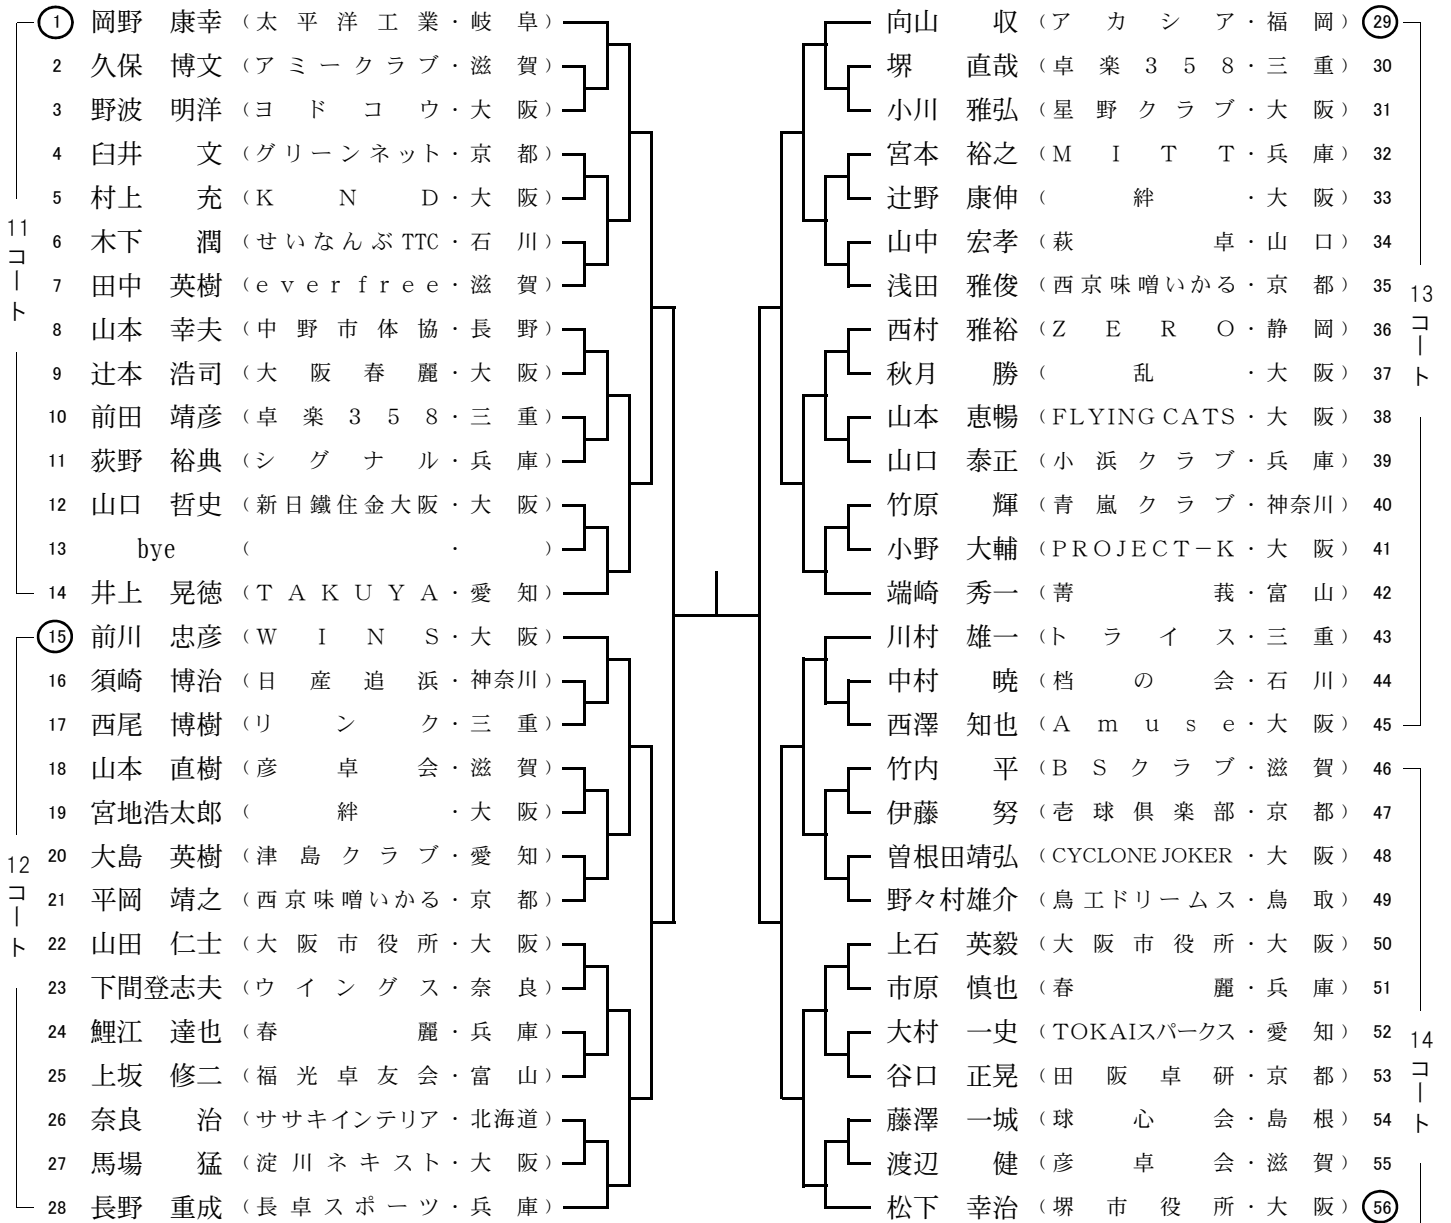 1 岡野 康幸 (太平洋工業・岐阜)
2 久保 博文 (アミークラブ・滋賀)
3 野波 明洋 (ヨドコウ・大阪)
4 臼井 文 (グリーンネット・京都)
5 村上 充 (KND・大阪)
6 木下 潤 (せいなんぶTTC・石川)
7 田中 英樹 (everfree・滋賀)
8 山本 幸夫 (中野市体協・長野)
9 辻本 浩司 (大阪春麗・大阪)
10 前田 靖彦 (卓楽358・三重)
11 荻野 裕典 (シグナル・兵庫)
12 山口 哲史 (新日鐵住金大阪・大阪)
13 bye ( ・ )
14 井上 晃徳 (TAKUYA・愛知)
11コート
15 前川 忠彦 (WINS・大阪)
16 須崎 博治 (日産追浜・神奈川)
17 西尾 博樹 (リンク・三重)
18 山本 直樹 (彦卓会・滋賀)
19 宮地浩太郎 (絆・大阪)
20 大島 英樹 (津島クラブ・愛知)
21 平岡 靖之 (西京味噌いかる・京都)
22 山田 仁士 (大阪市役所・大阪)
23 下間登志夫 (ウイングス・奈良)
24 鯉江 達也 (春麗・兵庫)
25 上坂 修二 (福光卓友会・富山)
26 奈良 治 (ササキインテリア・北海道)
27 馬場 猛 (淀川ネキスト・大阪)
28 長野 重成 (長卓スポーツ・兵庫)
12コート
向山 収 (アカシア・福岡) 29
堺 直哉 (卓楽358・三重) 30
小川 雅弘 (星野クラブ・大阪) 31
宮本 裕之 (MITT・兵庫) 32
辻野 康伸 (絆・大阪) 33
山中 宏孝 (萩卓・山口) 34
浅田 雅俊 (西京味噌いかる・京都) 35
西村 雅裕 (ZERO・静岡) 36
秋月 勝 (乱・大阪) 37
山本 恵暢 (FLYING CATS・大阪) 38
山口 泰正 (小浜クラブ・兵庫) 39
竹原 輝 (青嵐クラブ・神奈川) 40
小野 大輔 (PROJECT－K・大阪) 41
端崎 秀一 (菁莪・富山) 42
川村 雄一 (トライス・三重) 43
中村 暁 (档の会・石川) 44
西澤 知也 (Amuse・大阪) 45
13コート
竹内 平 (BSクラブ・滋賀) 46
伊藤 努 (壱球倶楽部・京都) 47
曽根田靖弘 (CYCLONE JOKER・大阪) 48
野々村雄介 (鳥工ドリームス・鳥取) 49
上石 英毅 (大阪市役所・大阪) 50
市原 慎也 (春麗・兵庫) 51
大村 一史 (TOKAIスパークス・愛知) 52
谷口 正晃 (田阪卓研・京都) 53
藤澤 一城 (球心会・島根) 54
渡辺 健 (彦卓会・滋賀) 55
松下 幸治 (堺市役所・大阪) 56
14コート